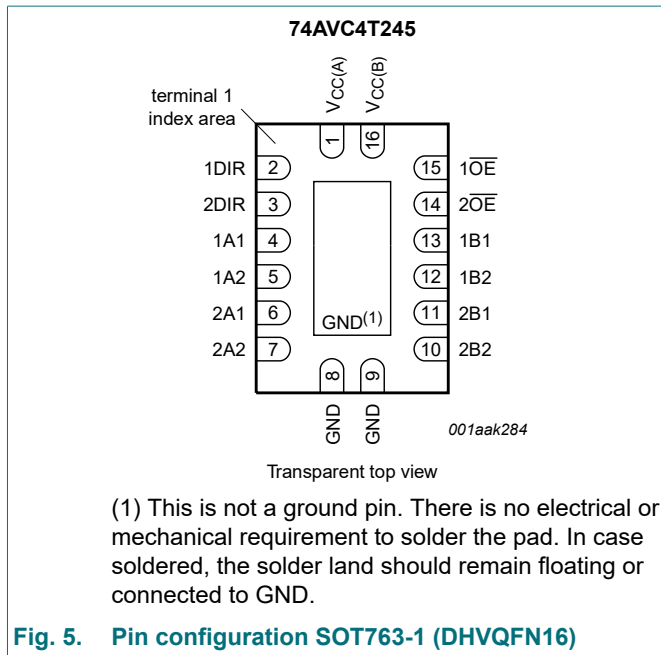 74AVC4T245
terminal 1
index area
VCC(A)
VCC(B)
1
16
1DIR 2
15 1OE
2DIR 3
14 2OE
1A1 4
13 1B1
1A2 5
12 1B2
2A1 6
11 2B1
2A2 7
10 2B2
GND(1)
8
9
GND
GND
001aak284
Transparent top view
(1) This is not a ground pin. There is no electrical or
mechanical requirement to solder the pad. In case
soldered, the solder land should remain floating or
connected to GND.
Fig. 5. Pin configuration SOT763-1 (DHVQFN16)